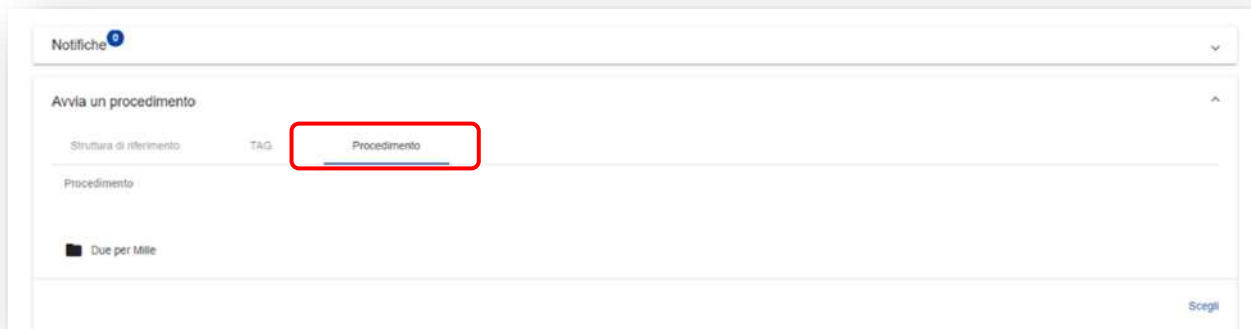 Notifiche 0
Avvia un procedimento
Struttura di riferimento TAG Procedimento
Procedimento
Due per Mille
Scegli